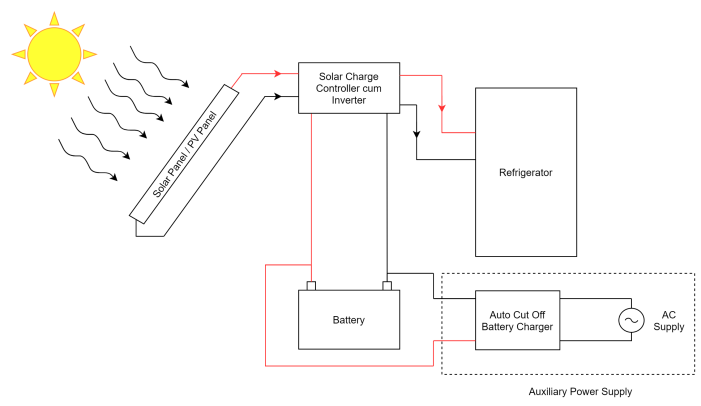 Solar Charge
Controller cum
Inverter
Solar Panel / PV Panel
Refrigerator
Battery
Auto Cut Off
Battery Charger
AC
Supply
Auxiliary Power Supply